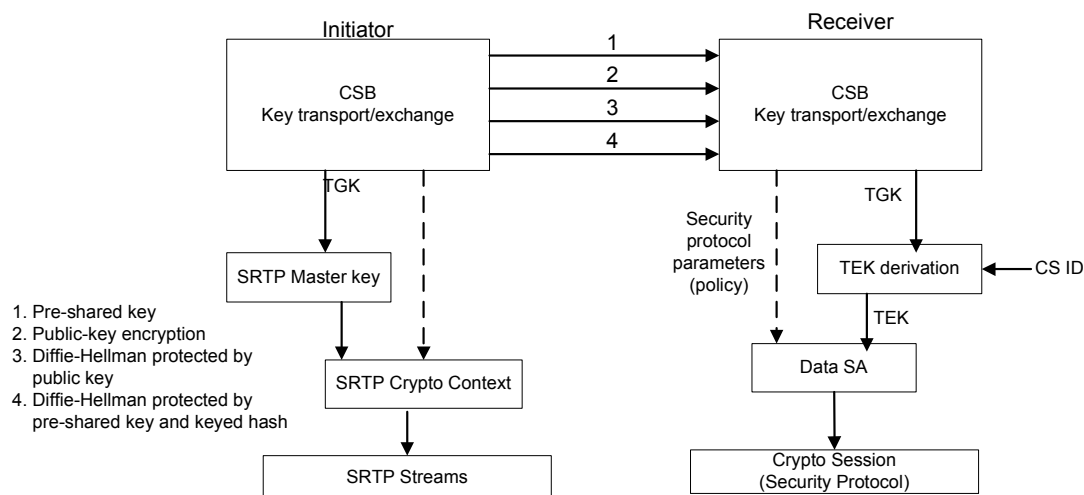 Initiator
Receiver
CSB
Key transport/exchange
1
2
3
4
CSB
Key transport/exchange
TGK
TGK
Security
protocol
parameters
(policy)
SRTP Master key
TEK derivation
CS ID
TEK
1. Pre-shared key
2. Public-key encryption
3. Diffie-Hellman protected by
public key
4. Diffie-Hellman protected by
pre-shared key and keyed hash
SRTP Crypto Context
Data SA
SRTP Streams
Crypto Session
(Security Protocol)